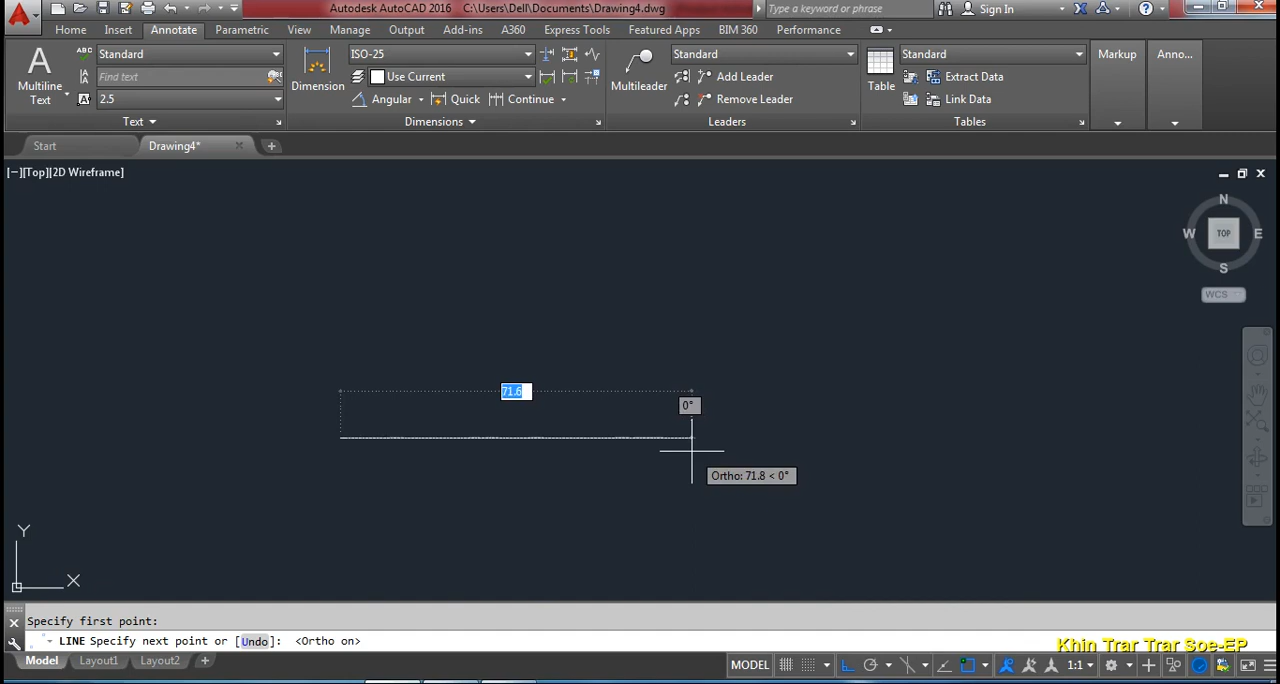 Autodesk AutoCAD 2016 C:\Users\Dell\Documents\Drawing4.dwg
Type a keyword or phrase
Sign In
Home Insert Annotate Parametric View Manage Output Add-ins A360 Express Tools Featured Apps BIM 360 Performance
A
Multiline
Text
ABC Standard
Find text
2.5
Text
Dimension
ISO-25
Use Current
Angular Quick Continue
Dimensions
Multileader
Standard
Add Leader
Remove Leader
Leaders
Table
Standard
Extract Data
Link Data
Tables
Markup
Anno...
Start Drawing4*
[−][Top][2D Wireframe]
N
W TOP E
S
WCS
71.6
0°
Ortho: 71.8 < 0°
Y
X
Specify first point:
LINE Specify next point or [Undo]: <Ortho on>
Khin Trar Trar Soe-EP
Model Layout1 Layout2 +
MODEL 1:1